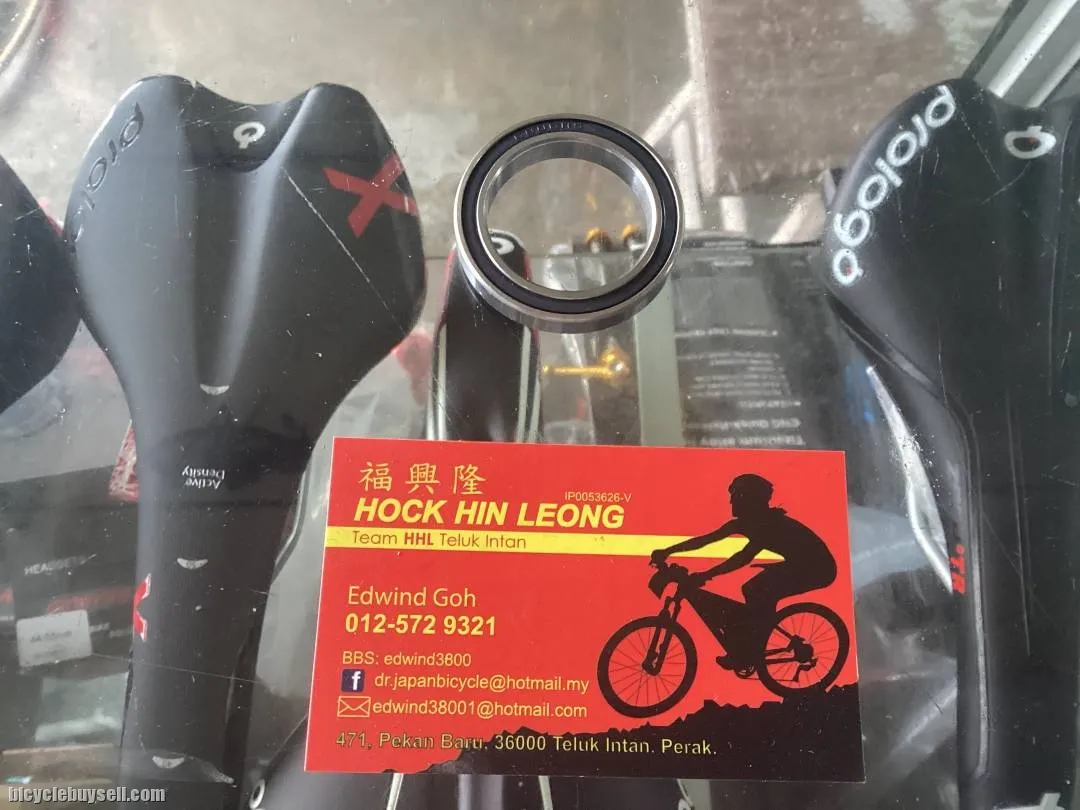 prologo
X
prologo
福興隆
IP0053626-V
HOCK HIN LEONG
Team HHL Teluk Intan
Edwind Goh
012-572 9321
BBS: edwind3800
f dr.japanbicycle@hotmail.my
edwind38001@hotmail.com
471, Pekan Baru. 36000 Teluk Intan. Perak.
Active
Density
HEADSET
TR
bicyclebuysell.com